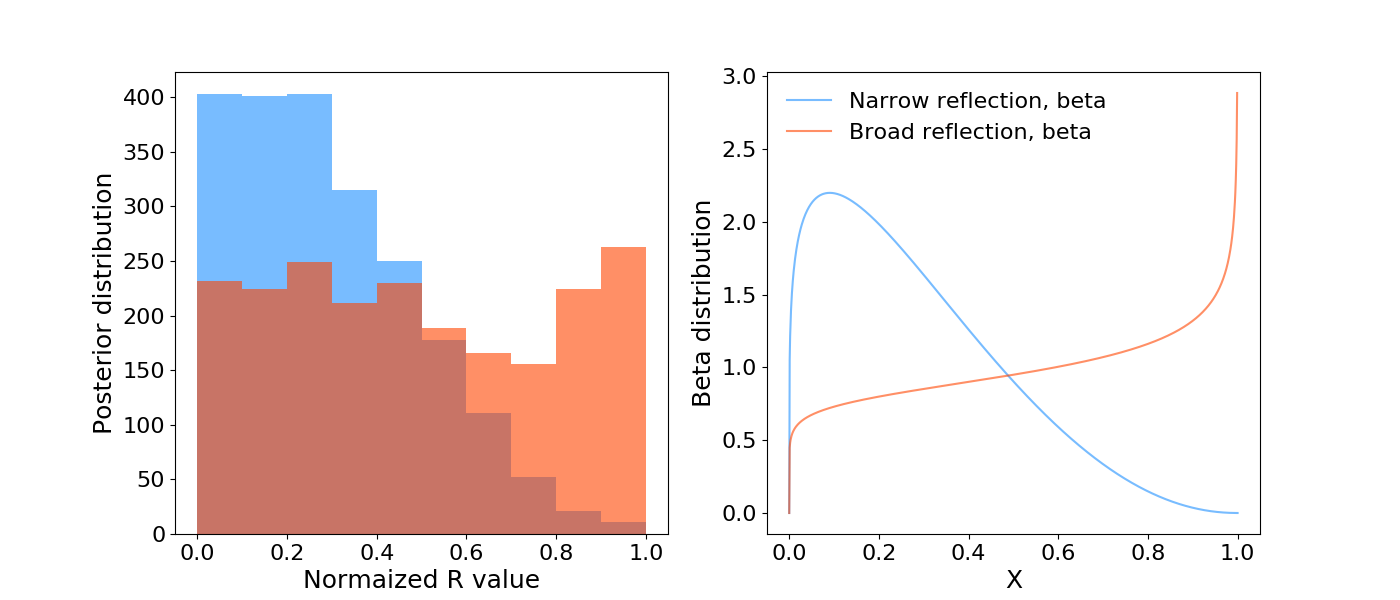 Posterior distribution
400
350
300
250
200
150
100
50
0
0.0 0.2 0.4 0.6 0.8 1.0
Normaized R value
Beta distribution
3.0
2.5
2.0
1.5
1.0
0.5
0.0
Narrow reflection, beta
Broad reflection, beta
0.0 0.2 0.4 0.6 0.8 1.0
X